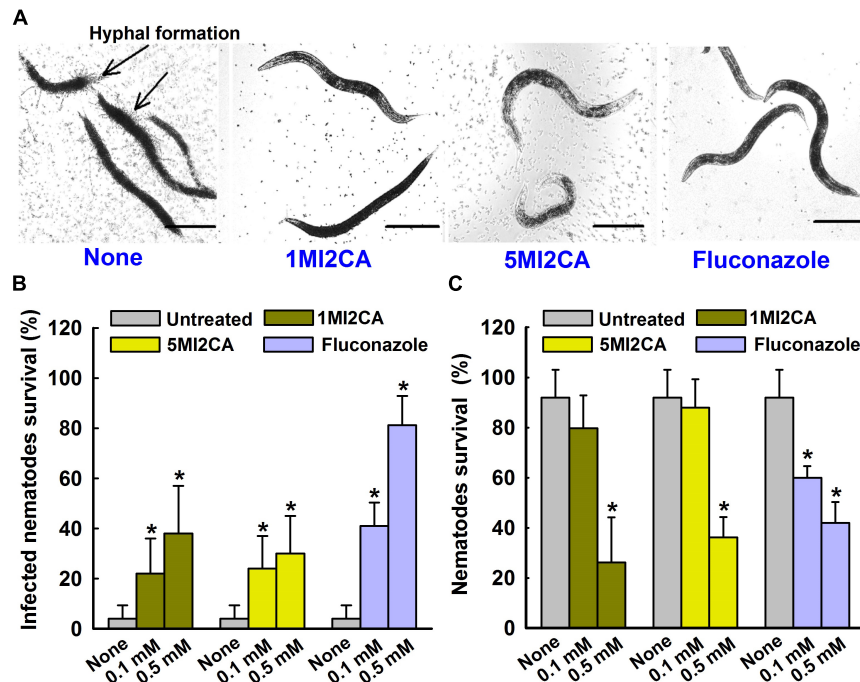 A
Hyphal formation
None
1MI2CA
5MI2CA
Fluconazole
B
Untreated
1MI2CA
5MI2CA
Fluconazole
Infected nematodes survival (%)
120
100
80
60
40
20
0
*
*
*
*
*
*
None
0.1 mM
0.5 mM
None
0.1 mM
0.5 mM
None
0.1 mM
0.5 mM
C
Untreated
1MI2CA
5MI2CA
Fluconazole
Nematodes survival (%)
120
100
80
60
40
20
0
*
*
*
*
None
0.1 mM
0.5 mM
None
0.1 mM
0.5 mM
None
0.1 mM
0.5 mM